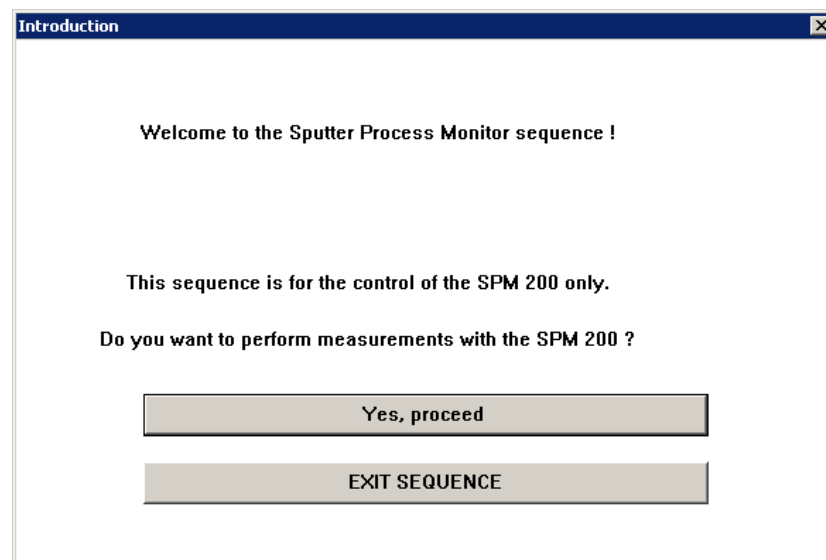 Introduction
Welcome to the Sputter Process Monitor sequence !
This sequence is for the control of the SPM 200 only.
Do you want to perform measurements with the SPM 200 ?
Yes, proceed
EXIT SEQUENCE